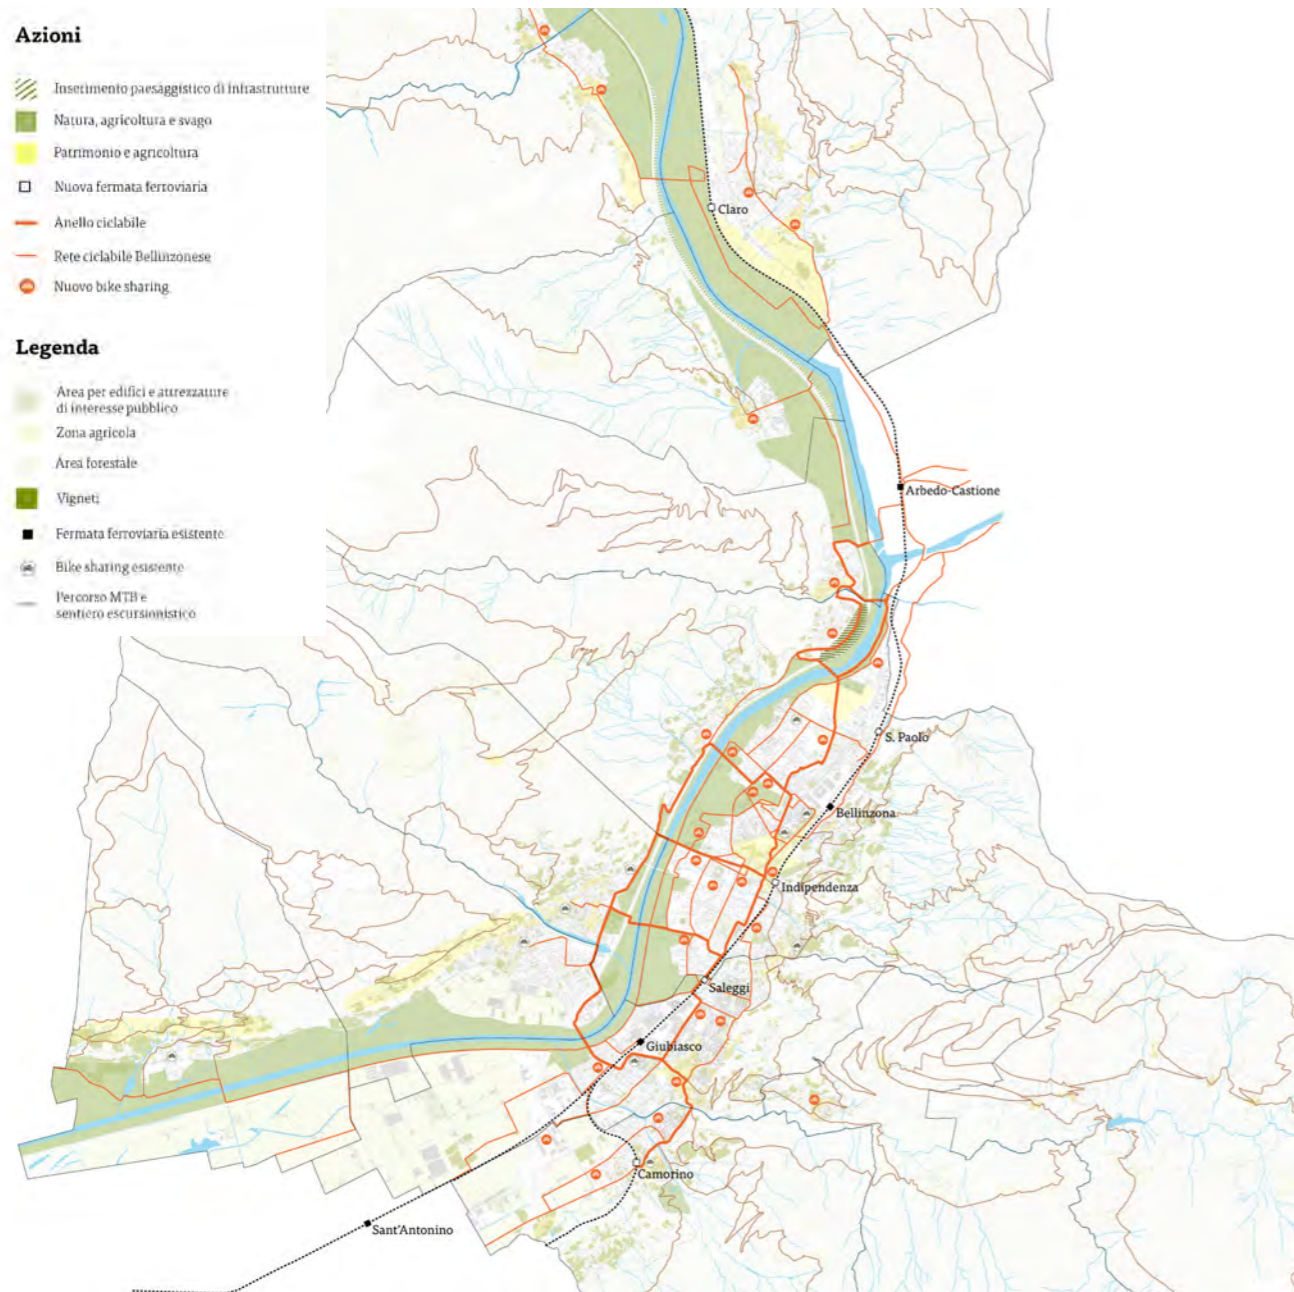 Azioni
Inserimento paesaggistico di infrastrutture
Natura, agricoltura e svago
Patrimonio e agricoltura
Nuova fermata ferroviaria
Anello ciclabile
Rete ciclabile Bellinzonese
Nuovo bike sharing
Legenda
Area per edifici e attrezzature
di interesse pubblico
Zona agricola
Area forestale
Vigneti
Fermata ferroviaria esistente
Bike sharing esistente
Percorso MTB e
sentiero escursionistico
Claro
Arbedo-Castione
S. Paolo
Bellinzona
Indipendenza
Saleggi
Giubiasco
Camorino
Sant'Antonino